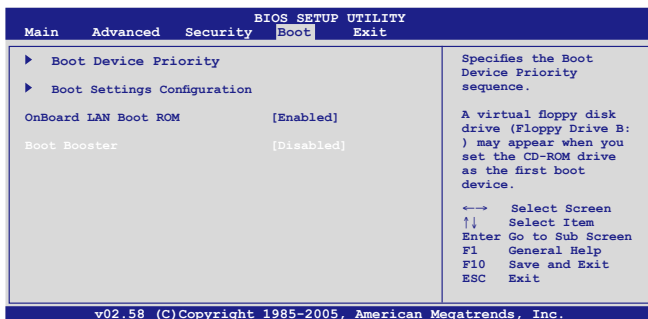 BIOS SETUP UTILITY
Main Advanced Security Boot Exit
Boot Device Priority
Boot Settings Configuration
OnBoard LAN Boot ROM [Enabled]
Boot Booster [Disabled]
Specifies the Boot
Device Priority
sequence.
A virtual floppy disk
drive (Floppy Drive B:
) may appear when you
set the CD-ROM drive
as the first boot
device.
←→ Select Screen
↑↓ Select Item
Enter Go to Sub Screen
F1 General Help
F10 Save and Exit
ESC Exit
v02.58 (C)Copyright 1985-2005, American Megatrends, Inc.